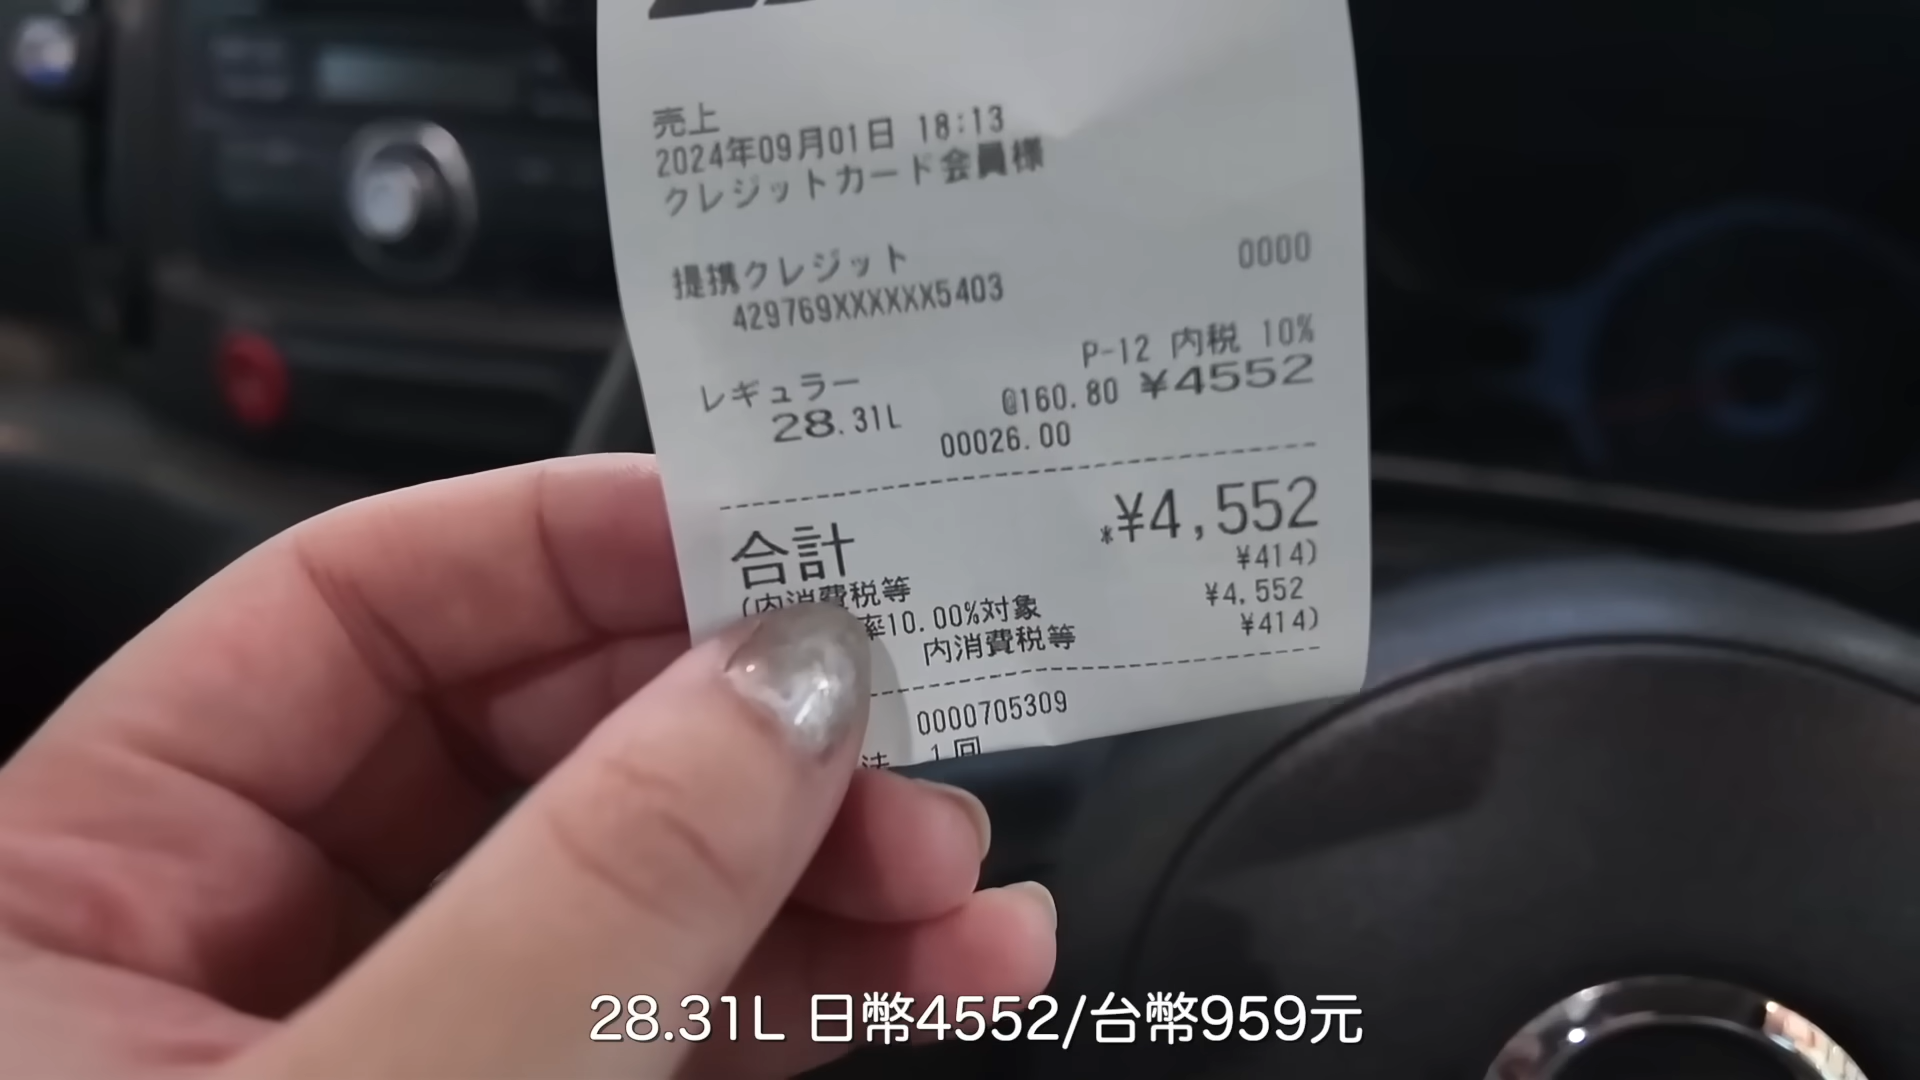 売上
2024年09月01日 18:13
クレジットカード会員様
提携クレジット 0000
429769XXXXXX5403
P-12 内税 10%
レギュラー @160.80 ¥4552
28.31L
00026.00
合計 *¥4,552
(内消費税等 ¥414)
率10.00%対象 ¥4,552
内消費税等 ¥414)
0000705309
法 1回
28.31L 日幣4552/台幣959元